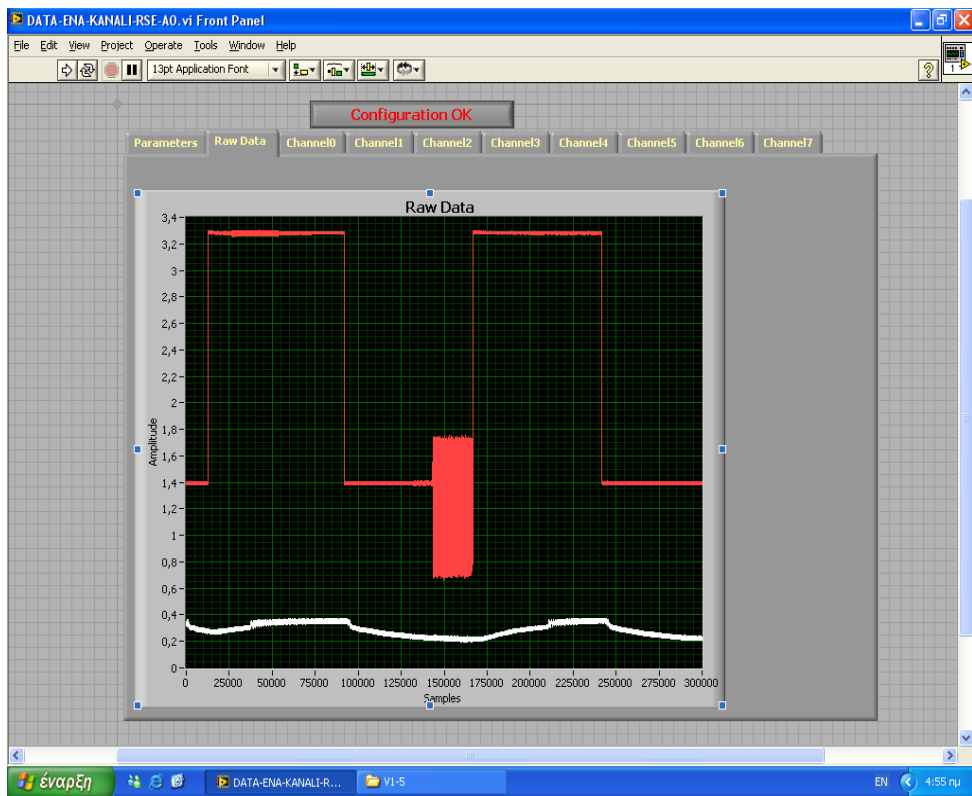 DATA-ENA-KANALI-RSE-A0.vi Front Panel
File Edit View Project Operate Tools Window Help
13pt Application Font
1
Configuration OK
Parameters Raw Data Channel0 Channel1 Channel2 Channel3 Channel4 Channel5 Channel6 Channel7
Raw Data
Amplitude
3,4
3,2
3
2,8
2,6
2,4
2,2
2
1,8
1,6
1,4
1,2
1
0,8
0,6
0,4
0,2
0
0 25000 50000 75000 100000 125000 150000 175000 200000 225000 250000 275000 300000
Samples
έναρξη DATA-ENA-KANALI-R... V1-5 EN 4:55 πμ